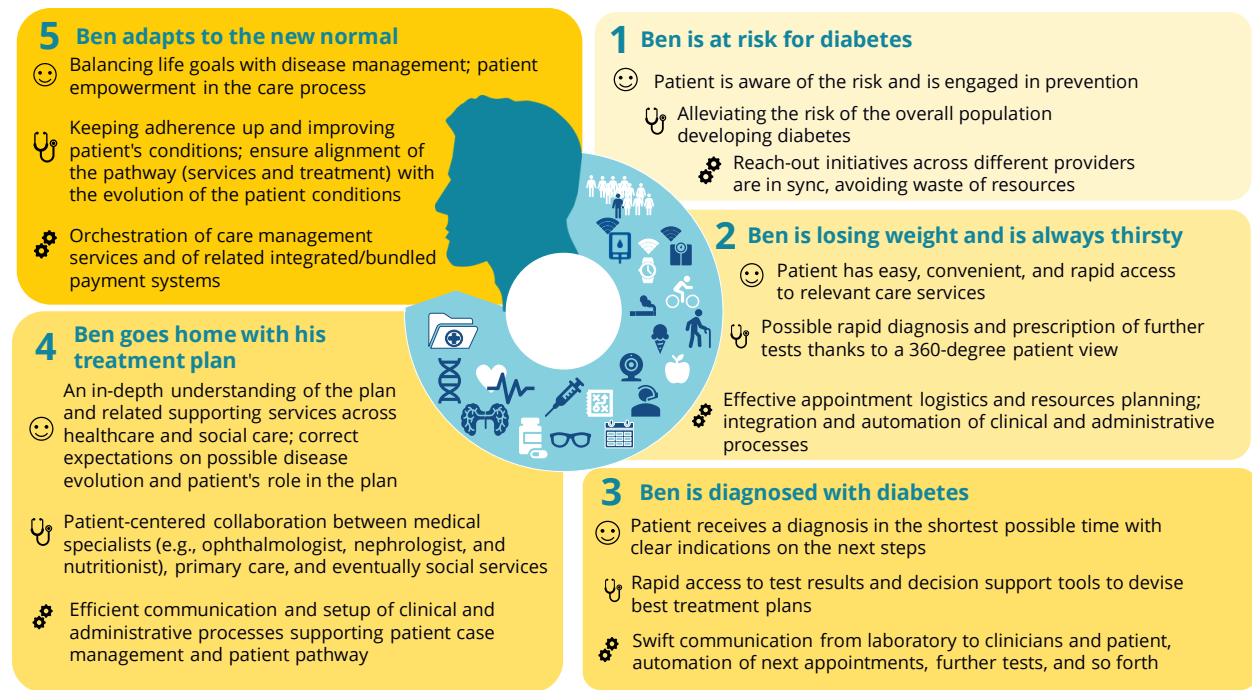 1 Ben is at risk for diabetes
Patient is aware of the risk and is engaged in prevention
Alleviating the risk of the overall population
developing diabetes
Reach-out initiatives across different providers
are in sync, avoiding waste of resources
2 Ben is losing weight and is always thirsty
Patient has easy, convenient, and rapid access
to relevant care services
Possible rapid diagnosis and prescription of further
tests thanks to a 360-degree patient view
Effective appointment logistics and resources planning;
integration and automation of clinical and administrative
processes
3 Ben is diagnosed with diabetes
Patient receives a diagnosis in the shortest possible time with
clear indications on the next steps
Rapid access to test results and decision support tools to devise
best treatment plans
Swift communication from laboratory to clinicians and patient,
automation of next appointments, further tests, and so forth
4 Ben goes home with his
treatment plan
An in-depth understanding of the plan
and related supporting services across
healthcare and social care; correct
expectations on possible disease
evolution and patient's role in the plan
Patient-centered collaboration between medical
specialists (e.g., ophthalmologist, nephrologist, and
nutritionist), primary care, and eventually social services
Efficient communication and setup of clinical and
administrative processes supporting patient case
management and patient pathway
5 Ben adapts to the new normal
Balancing life goals with disease management; patient
empowerment in the care process
Keeping adherence up and improving
patient's conditions; ensure alignment of
the pathway (services and treatment) with
the evolution of the patient conditions
Orchestration of care management
services and of related integrated/bundled
payment systems